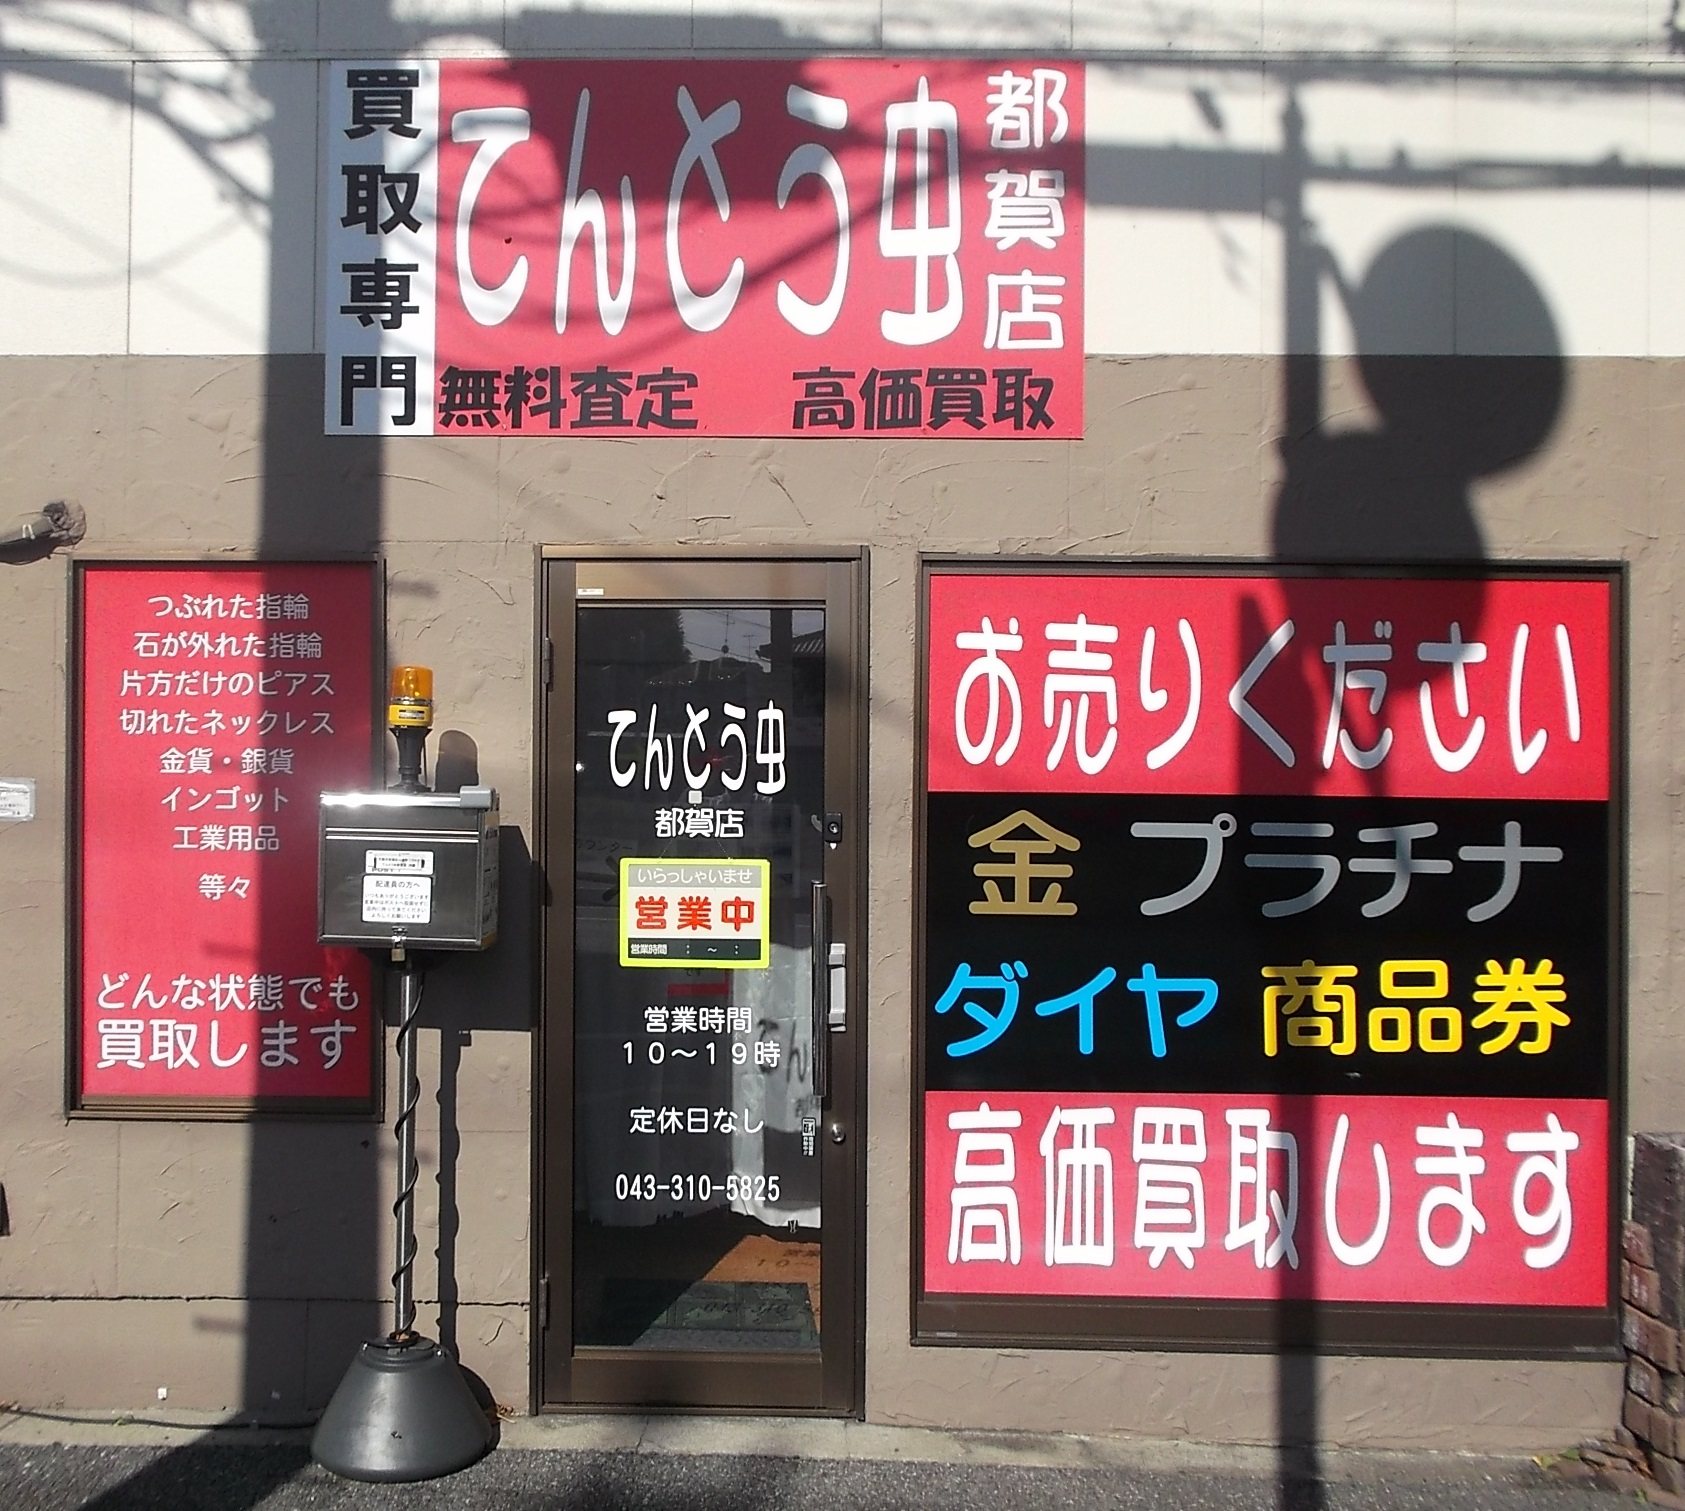 買取専門
てんとう虫
都賀店
無料査定 高価買取
つぶれた指輪
石が外れた指輪
片方だけのピアス
切れたネックレス
金貨・銀貨
インゴット
工業用品
等々
どんな状態でも
買取します
配達員の方へ
てんとう虫
都賀店
いらっしゃいませ
営業中
営業時間 : ~ :
営業時間
10～19時
定休日なし
043-310-5825
お売りください
金 プラチナ
ダイヤ 商品券
高価買取します